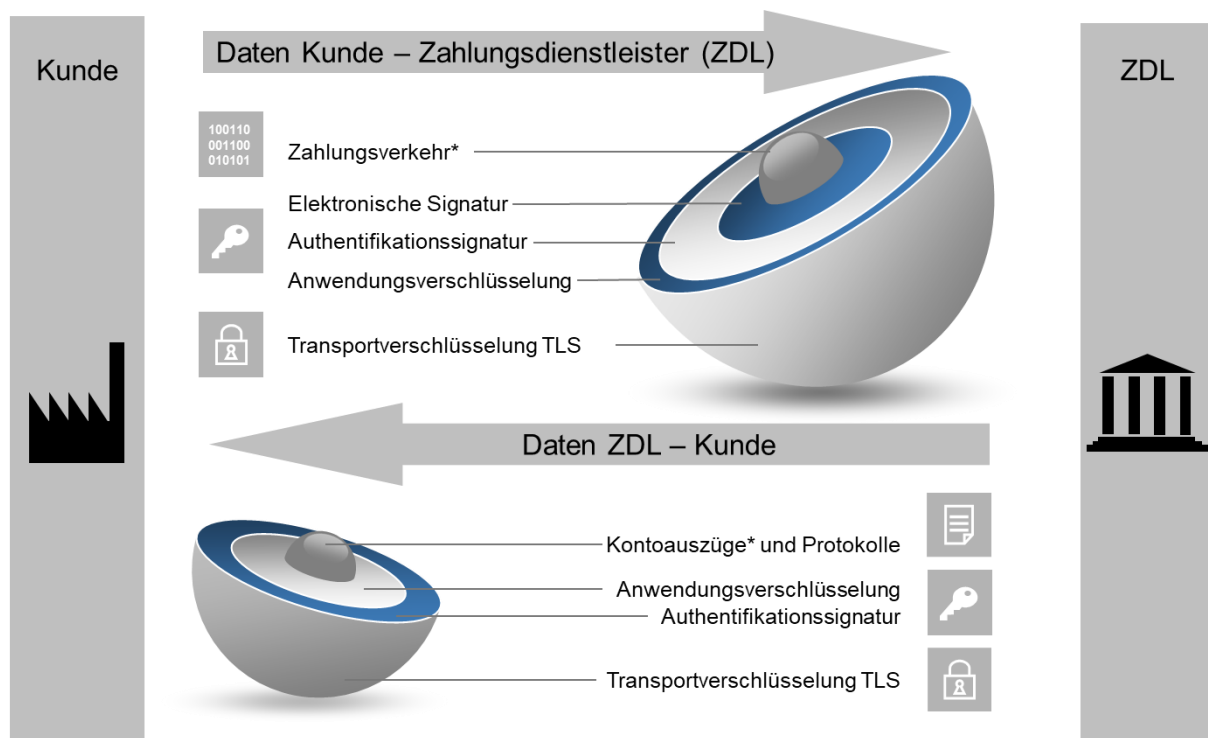 Kunde
Daten Kunde – Zahlungsdienstleister (ZDL)
ZDL
100110
001100
010101
Zahlungsverkehr*
Elektronische Signatur
Authentifikationssignatur
Anwendungsverschlüsselung
Transportverschlüsselung TLS
Daten ZDL – Kunde
Kontoauszüge* und Protokolle
Anwendungsverschlüsselung
Authentifikationssignatur
Transportverschlüsselung TLS